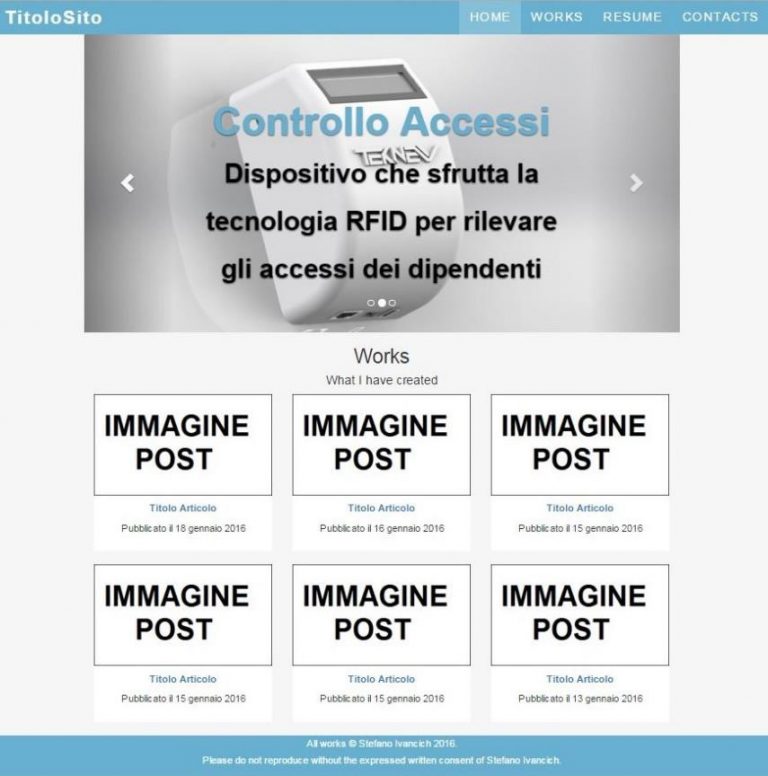 TitoloSito HOME WORKS RESUME CONTACTS
Controllo Accessi
TEKNEV
Dispositivo che sfrutta la
tecnologia RFID per rilevare
gli accessi dei dipendenti
Works
What I have created
IMMAGINE POST IMMAGINE POST IMMAGINE POST
Titolo Articolo Titolo Articolo Titolo Articolo
Pubblicato il 18 gennaio 2016 Pubblicato il 16 gennaio 2016 Pubblicato il 15 gennaio 2016
IMMAGINE POST IMMAGINE POST IMMAGINE POST
Titolo Articolo Titolo Articolo Titolo Articolo
Pubblicato il 15 gennaio 2016 Pubblicato il 15 gennaio 2016 Pubblicato il 13 gennaio 2016
All works © Stefano Ivancich 2016.
Please do not reproduce without the expressed written consent of Stefano Ivancich.